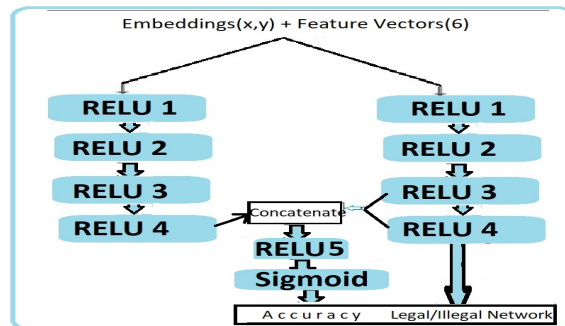 Embeddings(x,y) + Feature Vectors(6)
RELU 1
RELU 2
RELU 3
RELU 4
RELU 1
RELU 2
RELU 3
RELU 4
Concatenate
RELU5
Sigmoid
Accuracy
Legal/Illegal Network